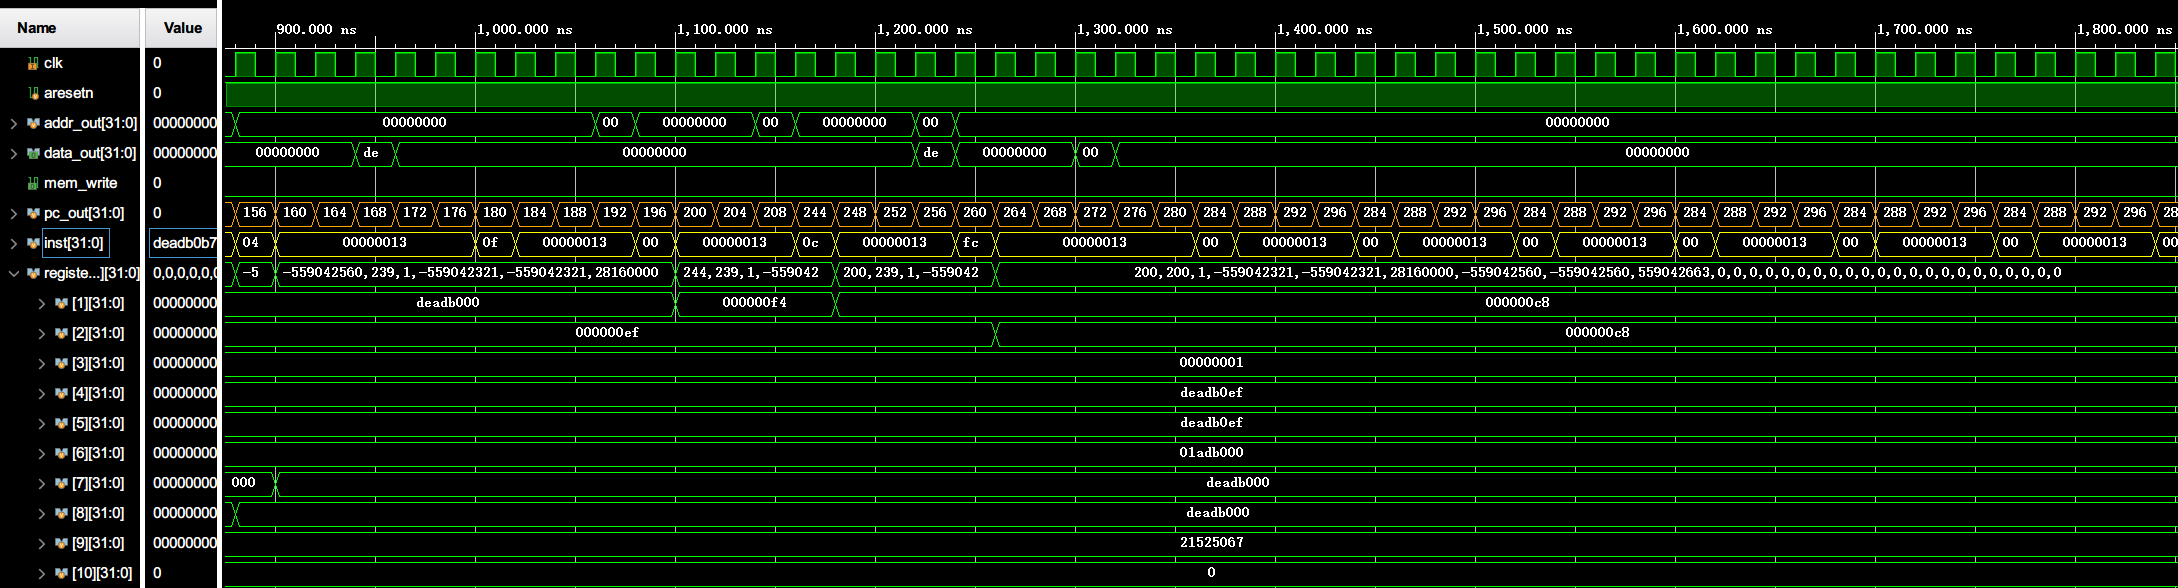 Name Value 900.000 ns 1,000.000 ns 1,100.000 ns 1,200.000 ns 1,300.000 ns 1,400.000 ns 1,500.000 ns 1,600.000 ns 1,700.000 ns 1,800.000 ns
clk 0
aresetn 0
addr_out[31:0] 00000000 00000000 00 00000000 00 00000000 00 00000000
data_out[31:0] 00000000 00000000 de 00000000 de 00000000 00 00000000
mem_write 0
pc_out[31:0] 0 156 160 164 168 172 176 180 184 188 192 196 200 204 208 244 248 252 256 260 264 268 272 276 280 284 288 292 296 284 288 292 296 284 288 292 296 284 288 292 296 284 288 292 296 284 288 292 296 28
inst[31:0] deadb0b7 04 00000013 0f 00000013 00 00000013 0c 00000013 fc 00000013 00 00000013 00 00000013 00 00000013 00 00000013 00 00000013 00 00000013 00
registe...][31:0] 0,0,0,0,0,0 -5 -559042560,239,1,-559042321,-559042321,28160000 244,239,1,-559042 200,239,1,-559042 200,200,1,-559042321,-559042321,28160000,-559042560,-559042560,559042663,0,0,0,0,0,0,0,0,0,0,0,0,0,0,0,0,0,0,0,0,0,0
[1][31:0] 00000000 deadb000 000000f4 000000c8
[2][31:0] 00000000 000000ef 000000c8
[3][31:0] 00000000 00000001
[4][31:0] 00000000 deadb0ef
[5][31:0] 00000000 deadb0ef
[6][31:0] 00000000 01adb000
[7][31:0] 00000000 000 deadb000
[8][31:0] 00000000 deadb000
[9][31:0] 00000000 21525067
[10][31:0] 0 0